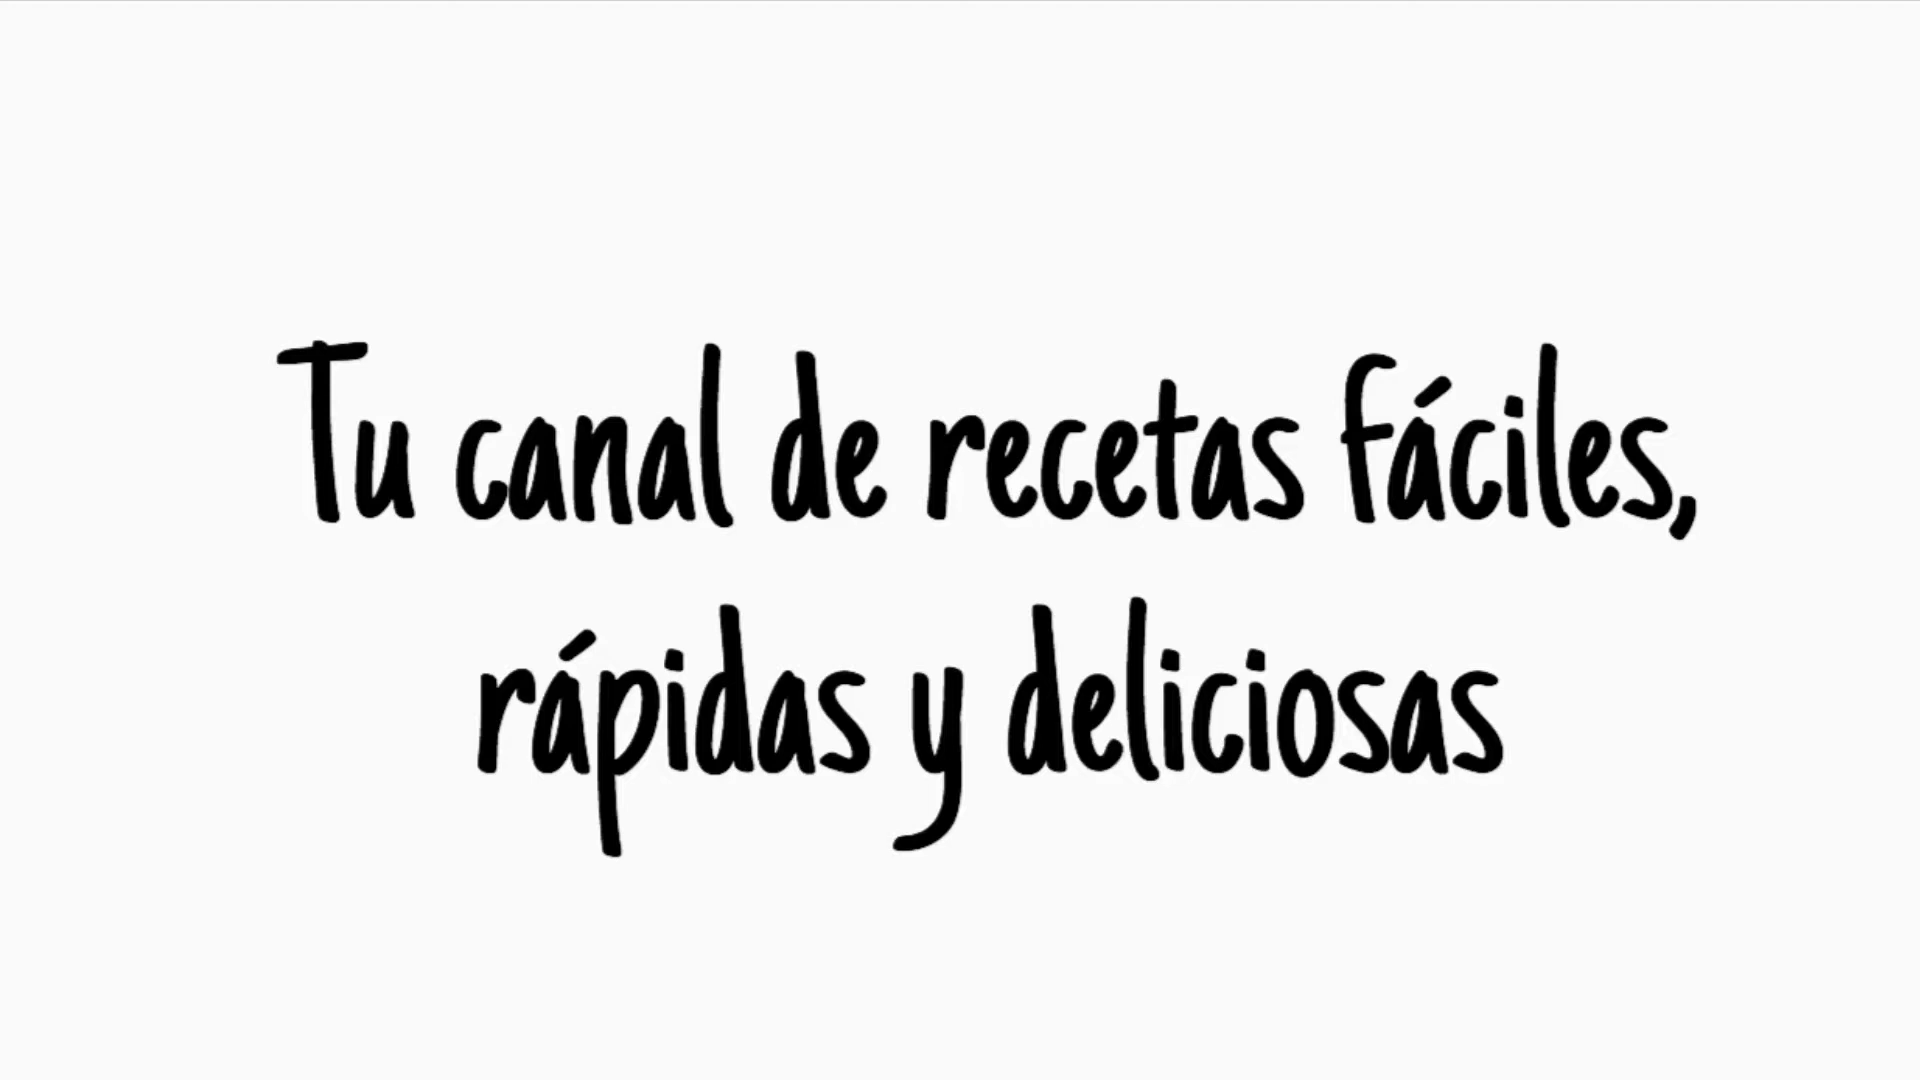 Tu canal de recetas fáciles,
rápidas y deliciosas